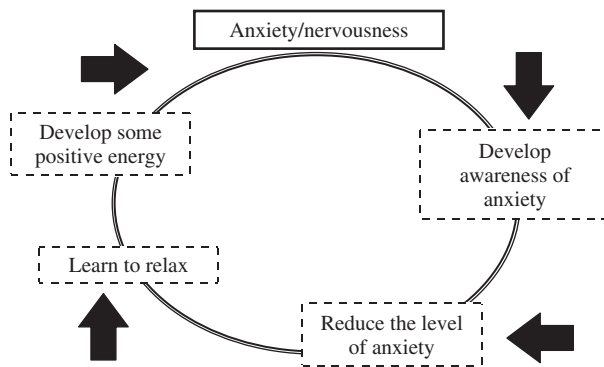 Anxiety/nervousness
Develop
awareness of
anxiety
Reduce the level
of anxiety
Learn to relax
Develop some
positive energy